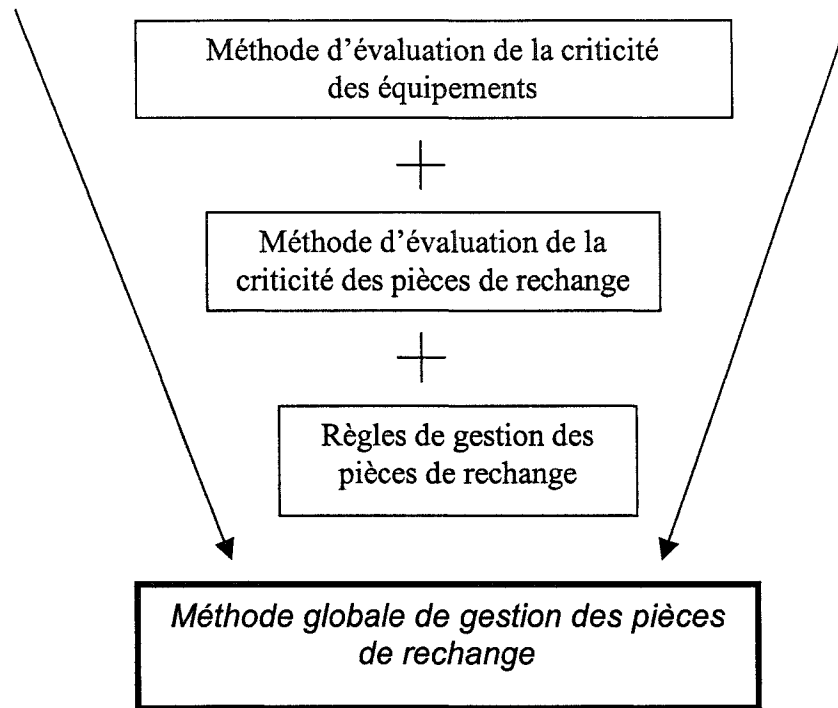 Méthode d'évaluation de la criticité
des équipements
+
Méthode d'évaluation de la
criticité des pièces de rechange
+
Règles de gestion des
pièces de rechange
Méthode globale de gestion des pièces
de rechange